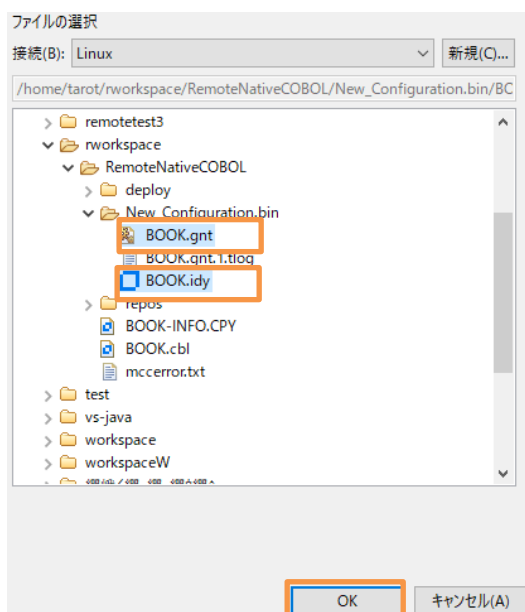 ファイルの選択
接続(B): Linux 新規(C)...
/home/tarot/rworkspace/RemoteNativeCOBOL/New_Configuration.bin/BC
remotetest3
rworkspace
RemoteNativeCOBOL
deploy
New_Configuration.bin
BOOK.gnt
BOOK.gnt.1.tlog
BOOK.idy
repos
BOOK-INFO.CPY
BOOK.cbl
mccerror.txt
test
vs-java
workspace
workspaceW
OK キャンセル(A)